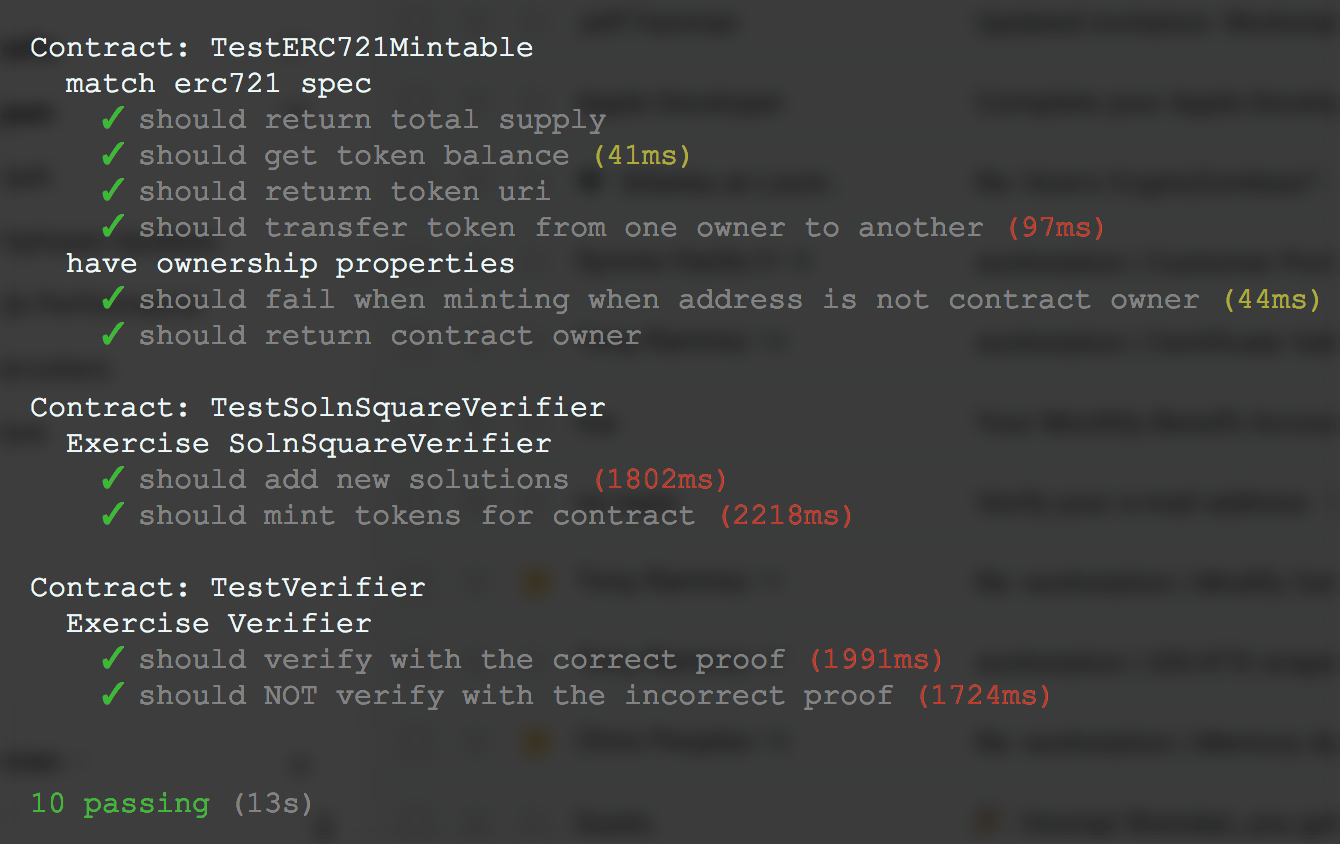 Contract: TestERC721Mintable
match erc721 spec
✓ should return total supply
✓ should get token balance (41ms)
✓ should return token uri
✓ should transfer token from one owner to another (97ms)
have ownership properties
✓ should fail when minting when address is not contract owner (44ms)
✓ should return contract owner
Contract: TestSolnSquareVerifier
Exercise SolnSquareVerifier
✓ should add new solutions (1802ms)
✓ should mint tokens for contract (2218ms)
Contract: TestVerifier
Exercise Verifier
✓ should verify with the correct proof (1991ms)
✓ should NOT verify with the incorrect proof (1724ms)
10 passing (13s)